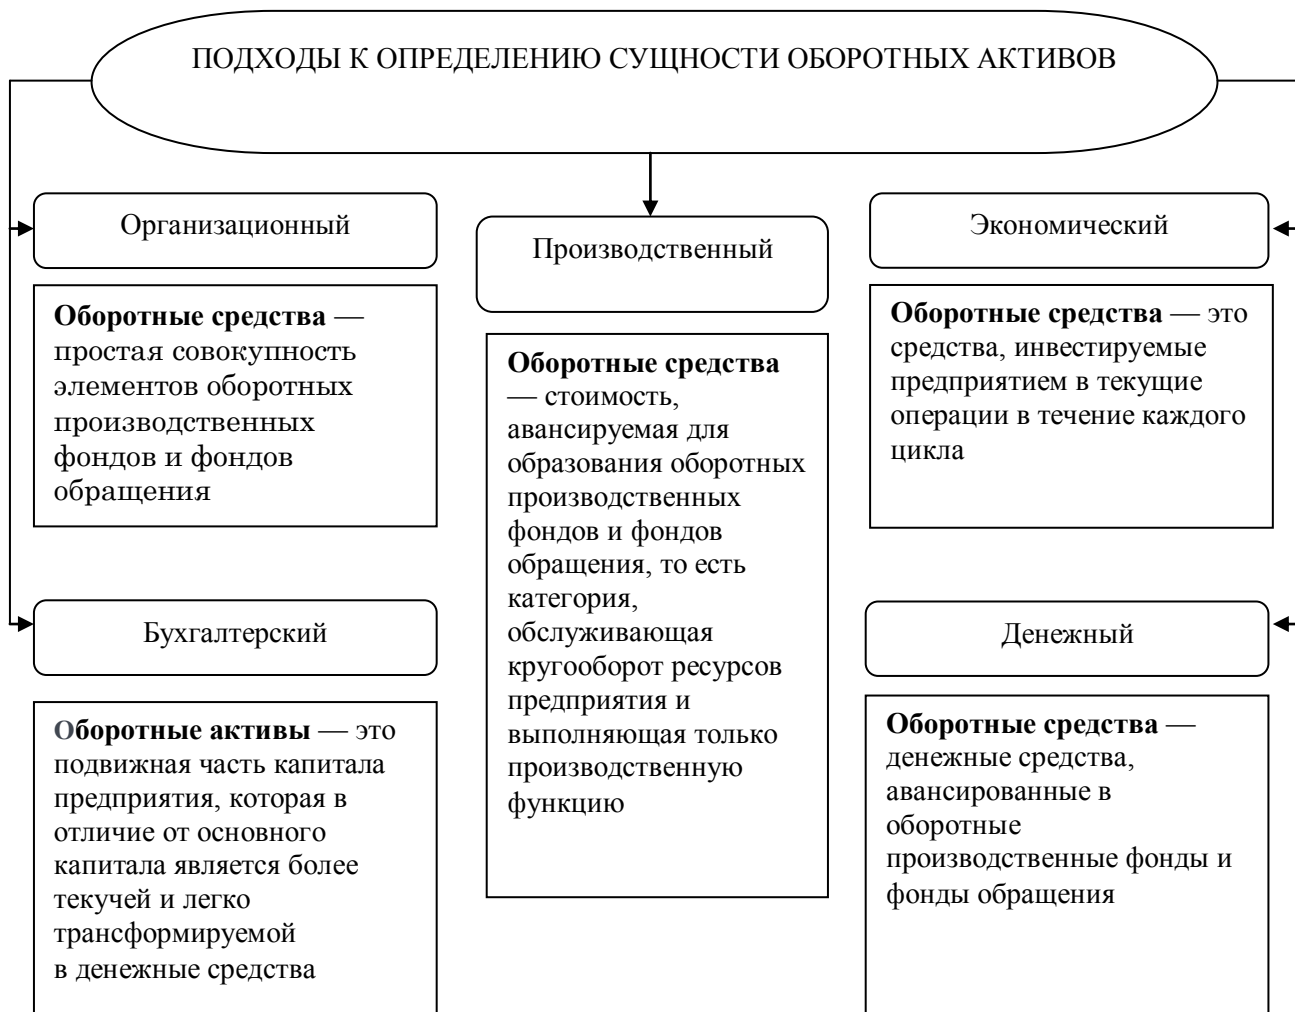 ПОДХОДЫ К ОПРЕДЕЛЕНИЮ СУЩНОСТИ ОБОРОТНЫХ АКТИВОВ
Организационный
Оборотные средства —
простая совокупность
элементов оборотных
производственных
фондов и фондов
обращения
Бухгалтерский
Оборотные активы — это
подвижная часть капитала
предприятия, которая в
отличие от основного
капитала является более
текучей и легко
трансформируемой
в денежные средства
Производственный
Оборотные средства
— стоимость,
авансируемая для
образования оборотных
производственных
фондов и фондов
обращения, то есть
категория,
обслуживающая
кругооборот ресурсов
предприятия и
выполняющая только
производственную
функцию
Экономический
Оборотные средства — это
средства, инвестируемые
предприятием в текущие
операции в течение каждого
цикла
Денежный
Оборотные средства —
денежные средства,
авансированные в
оборотные
производственные фонды и
фонды обращения